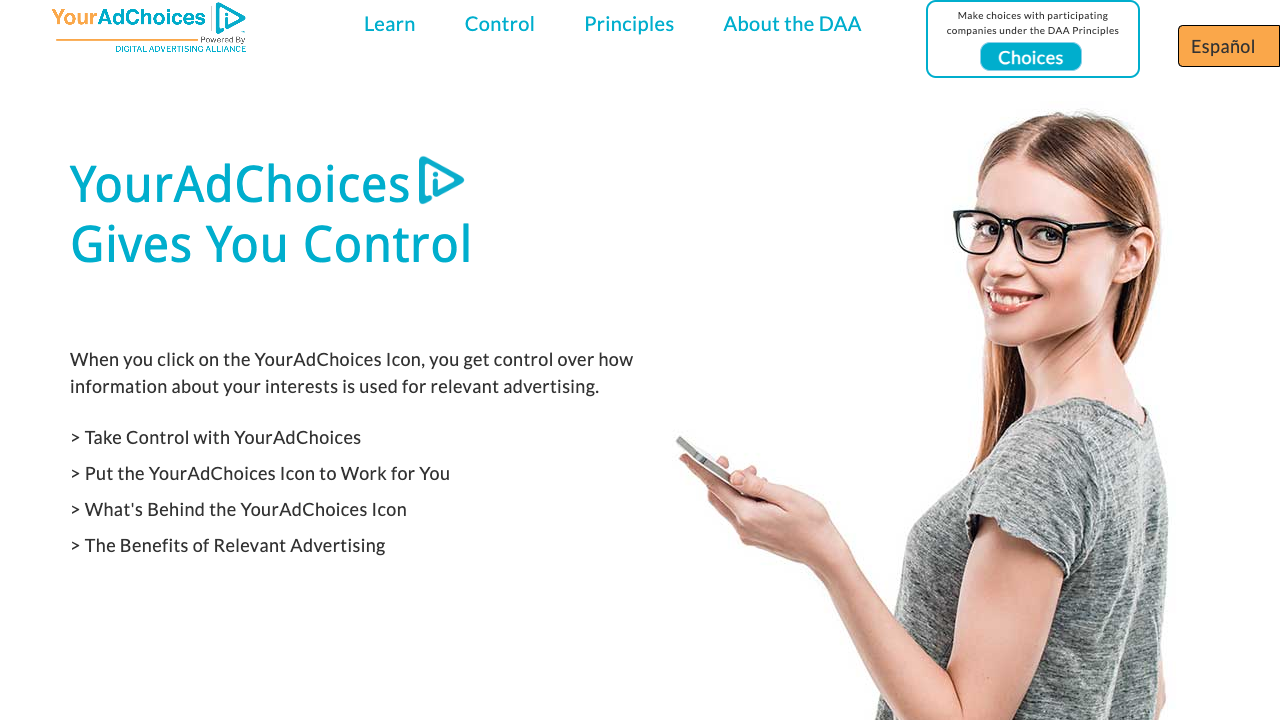 YourAdChoices
Powered By
DIGITAL ADVERTISING ALLIANCE
Learn
Control
Principles
About the DAA
Make choices with participating
companies under the DAA Principles
Choices
Español
YourAdChoices
Gives You Control
When you click on the YourAdChoices Icon, you get control over how
information about your interests is used for relevant advertising.
> Take Control with YourAdChoices
> Put the YourAdChoices Icon to Work for You
> What's Behind the YourAdChoices Icon
> The Benefits of Relevant Advertising